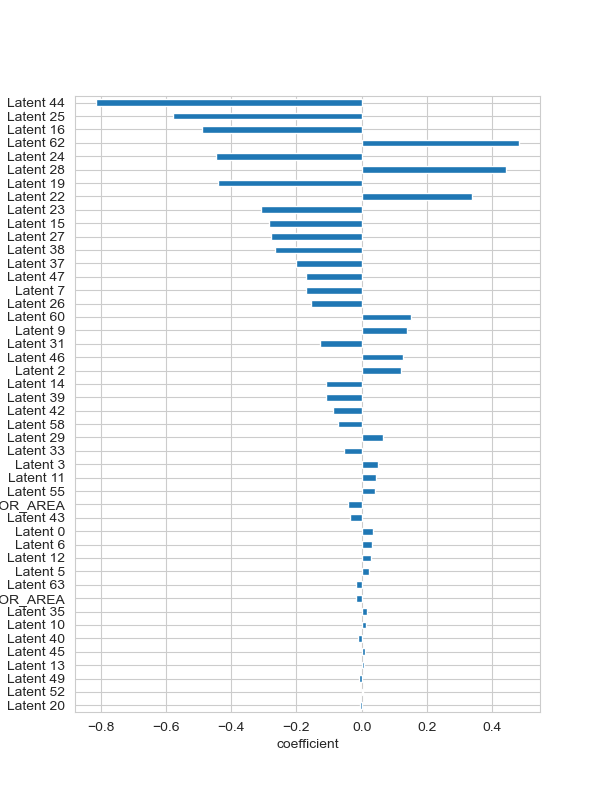 Latent 44
Latent 25
Latent 16
Latent 62
Latent 24
Latent 28
Latent 19
Latent 22
Latent 23
Latent 15
Latent 27
Latent 38
Latent 37
Latent 47
Latent 7
Latent 26
Latent 60
Latent 9
Latent 31
Latent 46
Latent 2
Latent 14
Latent 39
Latent 42
Latent 58
Latent 29
Latent 33
Latent 3
Latent 11
Latent 55
OR_AREA
Latent 43
Latent 0
Latent 6
Latent 12
Latent 5
Latent 63
OR_AREA
Latent 35
Latent 10
Latent 40
Latent 45
Latent 13
Latent 49
Latent 52
Latent 20
−0.8 −0.6 −0.4 −0.2 0.0 0.2 0.4
coefficient